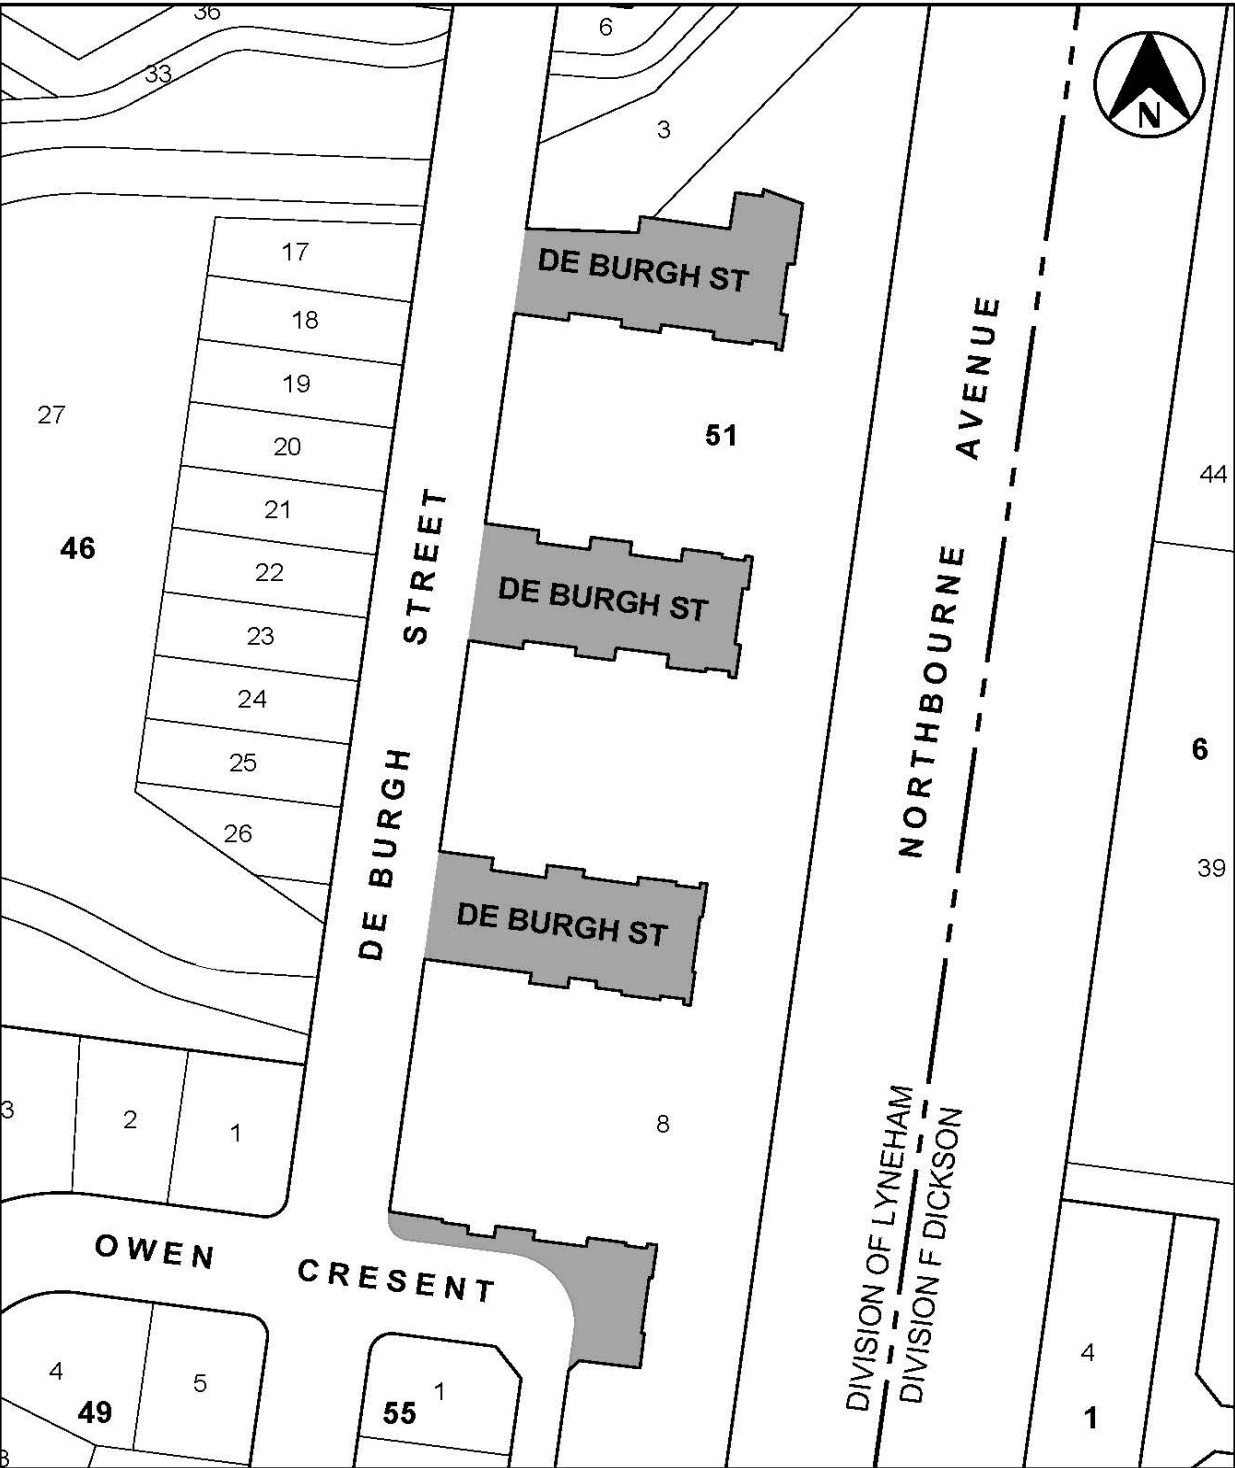 36
6
33
3
N
17
DE BURGH ST
18
19
27
20
51
AVENUE
44
21
STREET
46
22
DE BURGH ST
23
24
NORTHBOURNE
25
6
26
DE BURGH
39
DE BURGH ST
3
2
1
8
DIVISION OF LYNEHAM
DIVISION F DICKSON
OWEN CRESENT
4
5
1
4
49
55
1